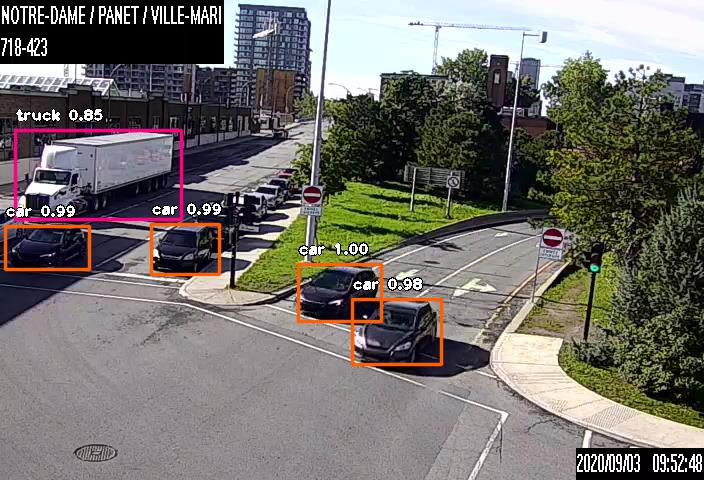 NOTRE-DAME / PANET / VILLE-MARI
718-423
truck 0.85
car 0.99
car 0.99
car 1.00
car 0.98
2020/09/03 09:52:48